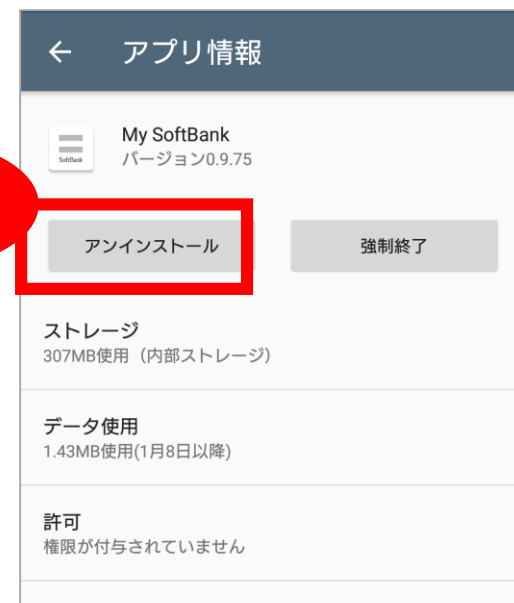 ← アプリ情報
My SoftBank
SoftBank
バージョン0.9.75
アンインストール
強制終了
ストレージ
307MB使用（内部ストレージ）
データ使用
1.43MB使用(1月8日以降)
許可
権限が付与されていません